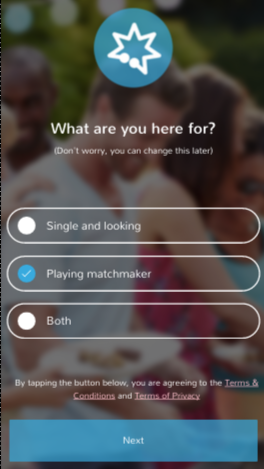 What are you here for?
(Don't worry, you can change this later)
Single and looking
Playing matchmaker
Both
By tapping the button below, you are agreeing to the Terms &
Conditions and Terms of Privacy
Next